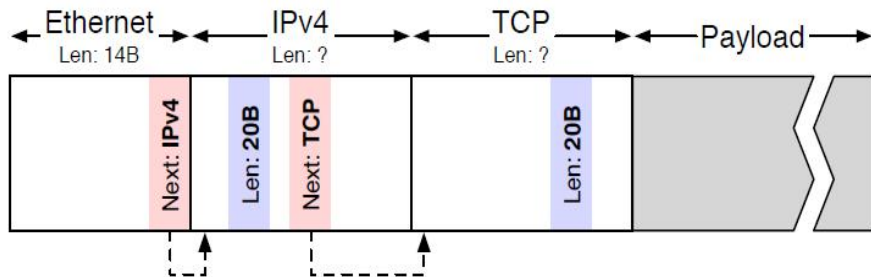 Ethernet
Len: 14B
IPv4
Len: ?
TCP
Len: ?
Payload
Next: IPv4
Len: 20B
Next: TCP
Len: 20B